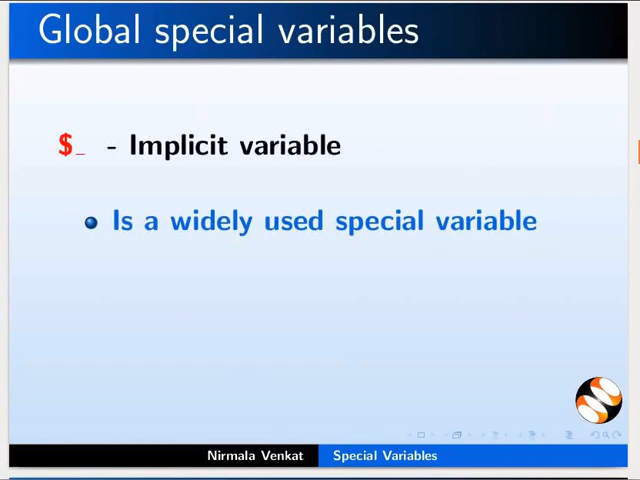 Global special variables
$_ - Implicit variable
Is a widely used special variable
Nirmala Venkat Special Variables